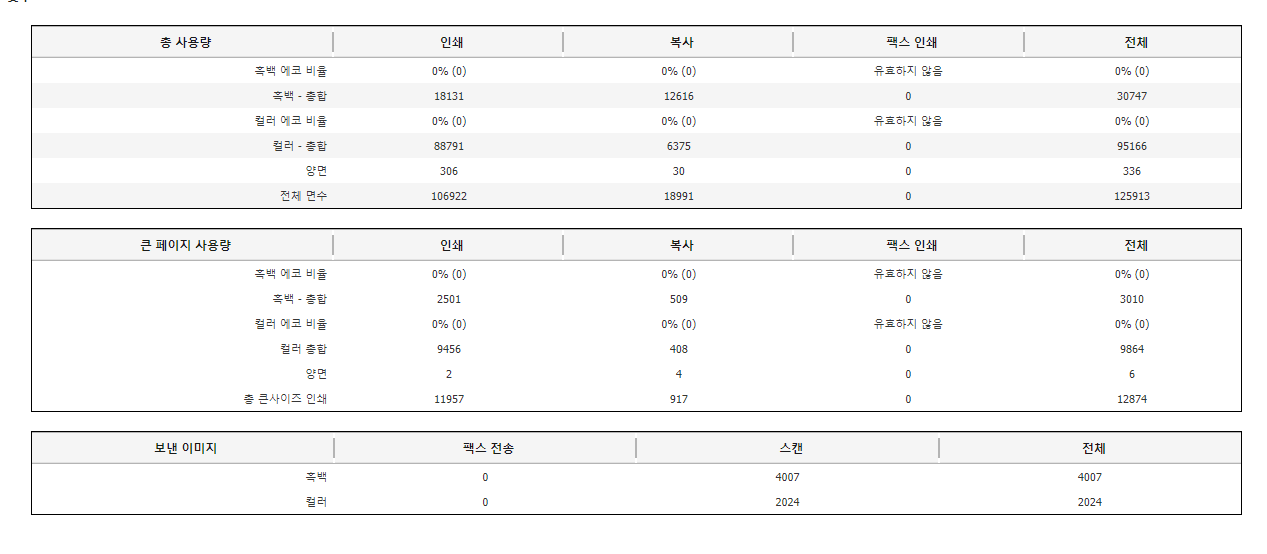 총 사용량 인쇄 복사 팩스 인쇄 전체
흑백 에코 비율 0% (0) 0% (0) 유효하지 않음 0% (0)
흑백 - 총합 18131 12616 0 30747
컬러 에코 비율 0% (0) 0% (0) 유효하지 않음 0% (0)
컬러 - 총합 88791 6375 0 95166
양면 306 30 0 336
전체 면수 106922 18991 0 125913
큰 페이지 사용량 인쇄 복사 팩스 인쇄 전체
흑백 에코 비율 0% (0) 0% (0) 유효하지 않음 0% (0)
흑백 - 총합 2501 509 0 3010
컬러 에코 비율 0% (0) 0% (0) 유효하지 않음 0% (0)
컬러 총합 9456 408 0 9864
양면 2 4 0 6
총 큰사이즈 인쇄 11957 917 0 12874
보낸 이미지 팩스 전송 스캔 전체
흑백 0 4007 4007
컬러 0 2024 2024